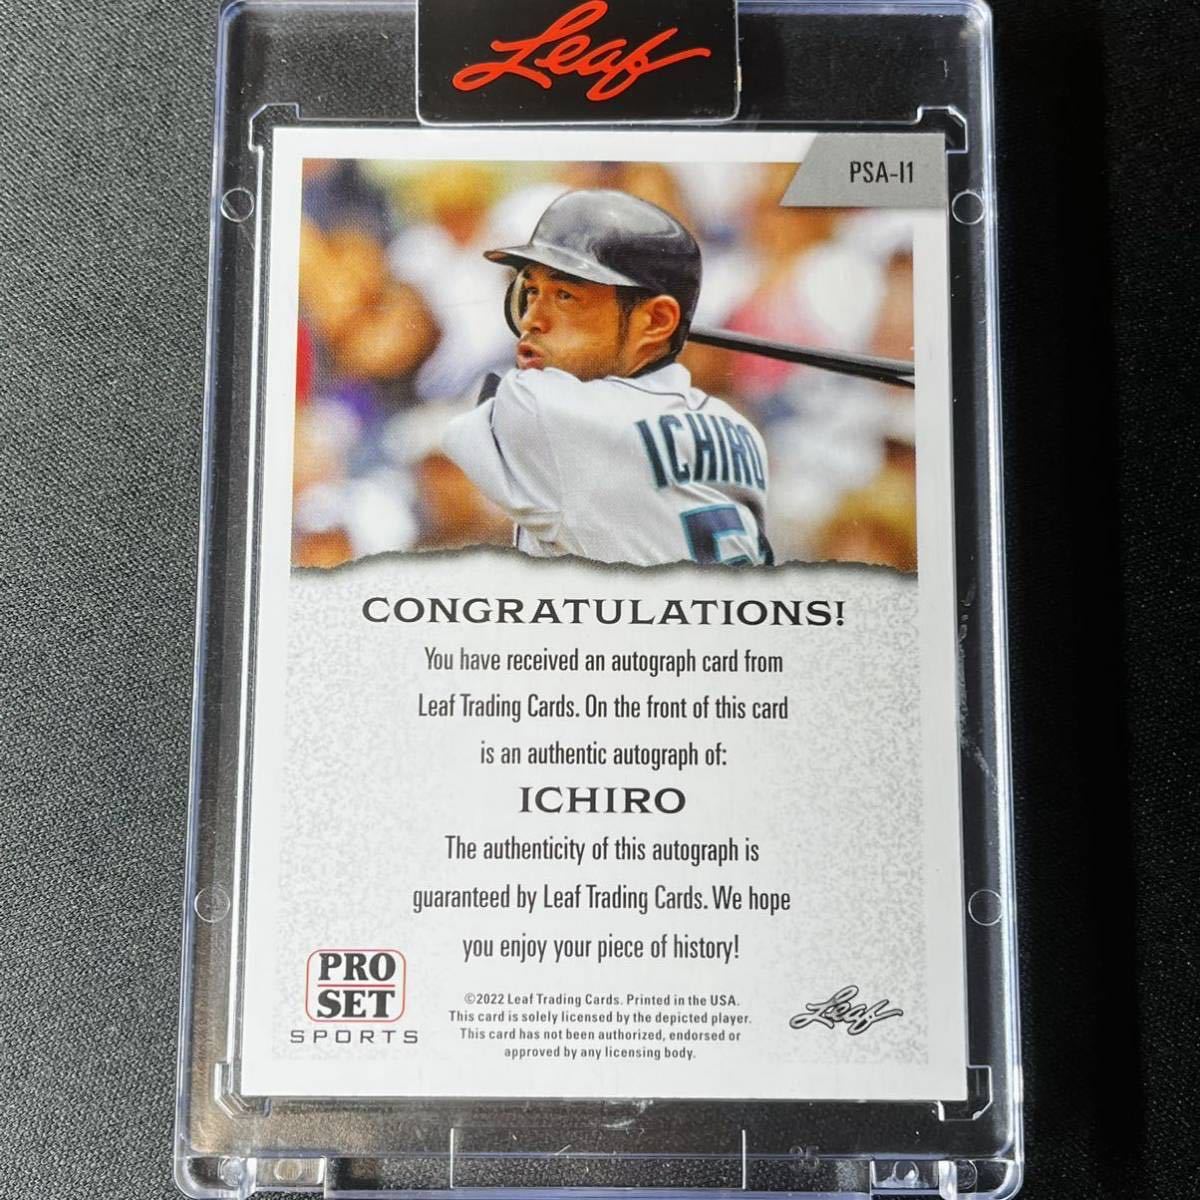 Leaf
PSA-I1
ICHIRO
5
CONGRATULATIONS!
You have received an autograph card from
Leaf Trading Cards. On the front of this card
is an authentic autograph of:
ICHIRO
The authenticity of this autograph is
guaranteed by Leaf Trading Cards. We hope
you enjoy your piece of history!
PRO
SET
SPORTS
©2022 Leaf Trading Cards. Printed in the USA.
This card is solely licensed by the depicted player.
This card has not been authorized, endorsed or
approved by any licensing body.
Leaf